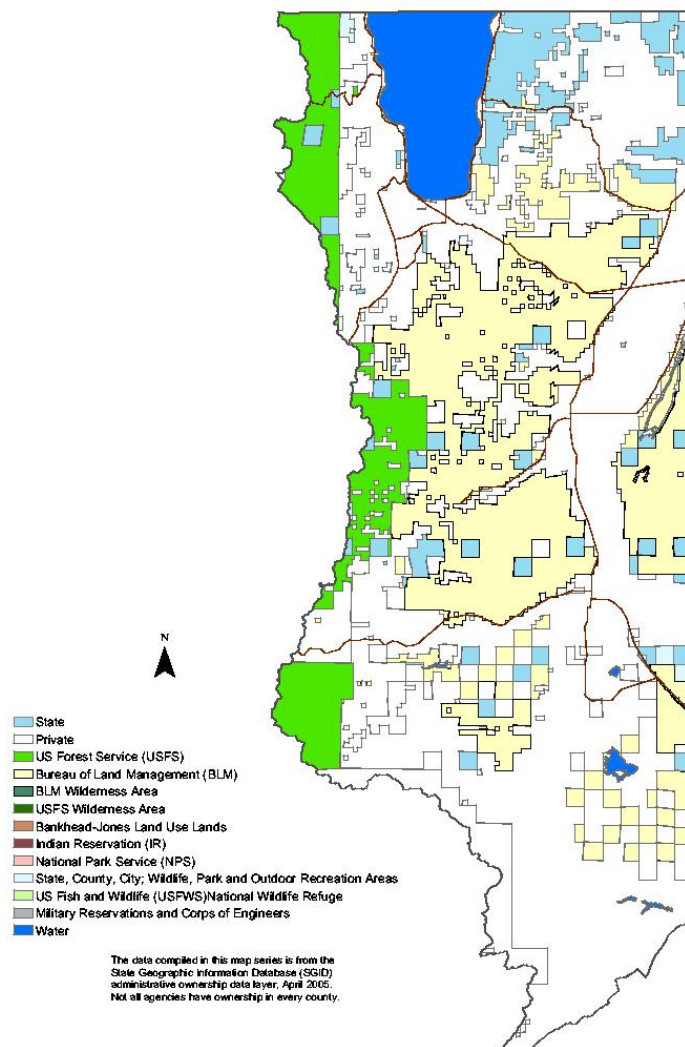 N
State
Private
US Forest Service (USFS)
Bureau of Land Management (BLM)
BLM Wilderness Area
USFS Wilderness Area
Bankhead-Jones Land Use Lands
Indian Reservation (IR)
National Park Service (NPS)
State, County, City; Wildlife, Park and Outdoor Recreation Areas
US Fish and Wildlife (USFWS)National Wildlife Refuge
Military Reservations and Corps of Engineers
Water
The data compiled in this map series is from the
State Geographic Information Database (SGID)
administrative ownership data layer, April 2005.
Not all agencies have ownership in every county.